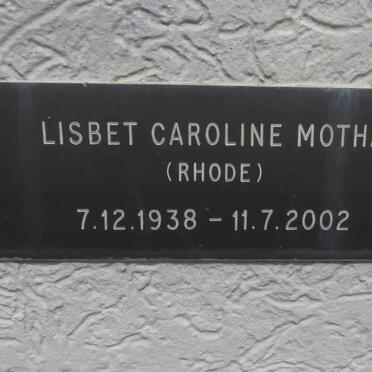 LISBET CAROLINE MOTHA
(RHODE)
7.12.1938 – 11.7.2002